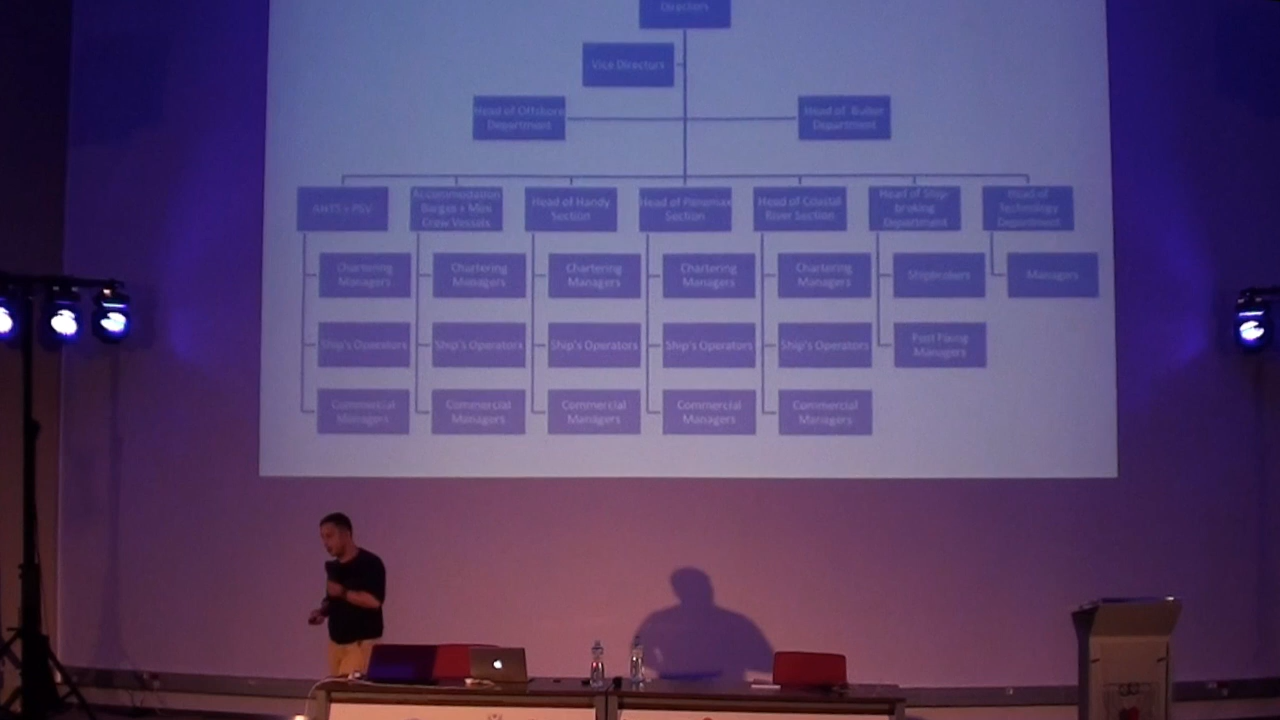 Directors
Vice Directors
Head of Offshore
Department
Head of Bulker
Department
AHTS + PSV
Accommodation
Barges + Misc
Crew Vessels
Head of Handy
Section
Head of Panamax
Section
Head of Coastal
River Section
Head of Ship-
broking
Department
Head of
Technology
Department
Chartering
Managers
Chartering
Managers
Chartering
Managers
Chartering
Managers
Chartering
Managers
Shipbrokers
Managers
Ship's Operators
Ship's Operators
Ship's Operators
Ship's Operators
Ship's Operators
Post Fixing
Managers
Commercial
Managers
Commercial
Managers
Commercial
Managers
Commercial
Managers
Commercial
Managers